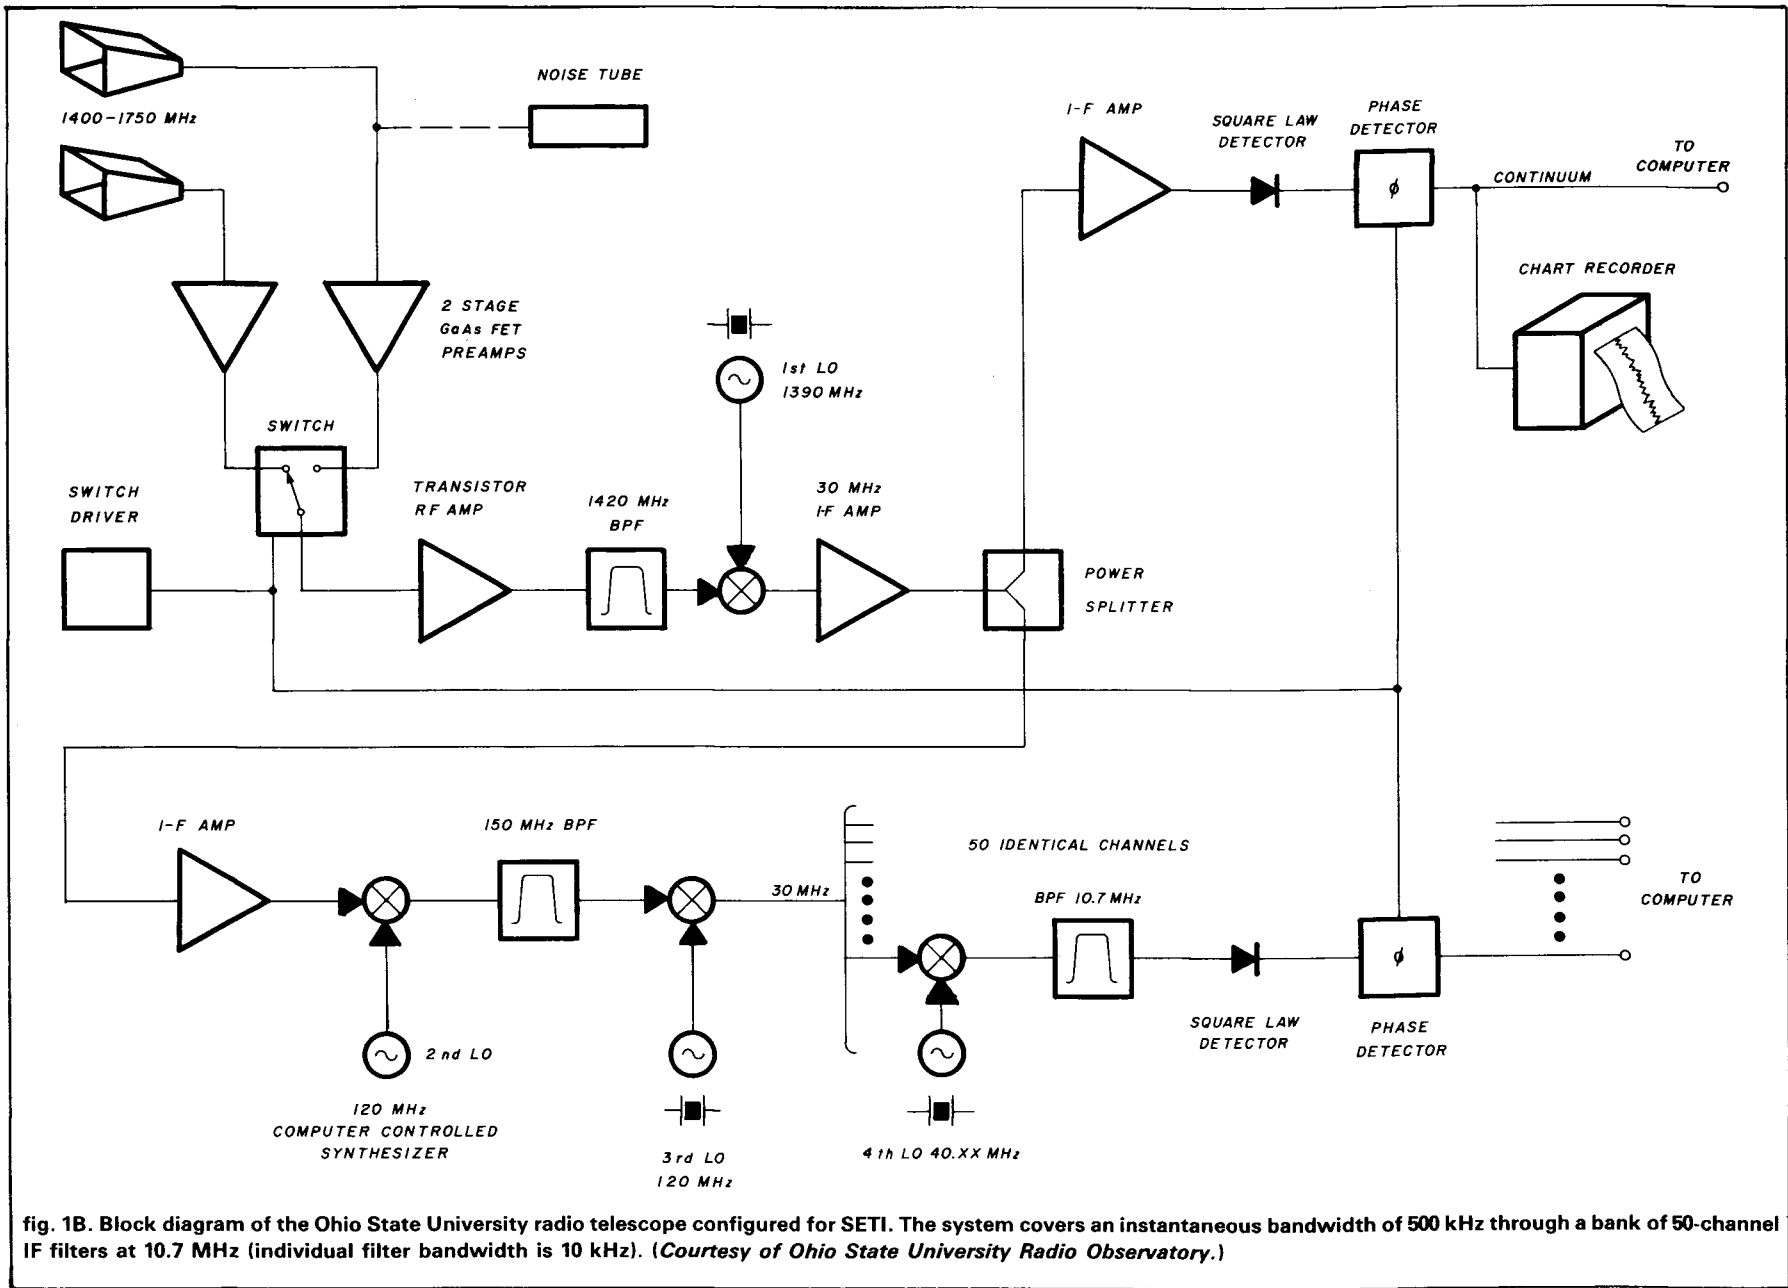 1400-1750 MHz
NOISE TUBE
I-F AMP
SQUARE LAW
DETECTOR
PHASE
DETECTOR
ϕ
CONTINUUM
TO
COMPUTER
CHART RECORDER
2 STAGE
GaAs FET
PREAMPS
1st LO
1390 MHz
SWITCH
SWITCH
DRIVER
TRANSISTOR
RF AMP
1420 MHz
BPF
30 MHz
I-F AMP
POWER
SPLITTER
I-F AMP
150 MHz BPF
30 MHz
50 IDENTICAL CHANNELS
BPF 10.7 MHz
ϕ
TO
COMPUTER
SQUARE LAW
DETECTOR
PHASE
DETECTOR
2nd LO
120 MHz
COMPUTER CONTROLLED
SYNTHESIZER
3rd LO
120 MHz
4th LO 40.XX MHz
fig. 1B. Block diagram of the Ohio State University radio telescope configured for SETI. The system covers an instantaneous bandwidth of 500 kHz through a bank of 50-channel
IF filters at 10.7 MHz (individual filter bandwidth is 10 kHz). (Courtesy of Ohio State University Radio Observatory.)